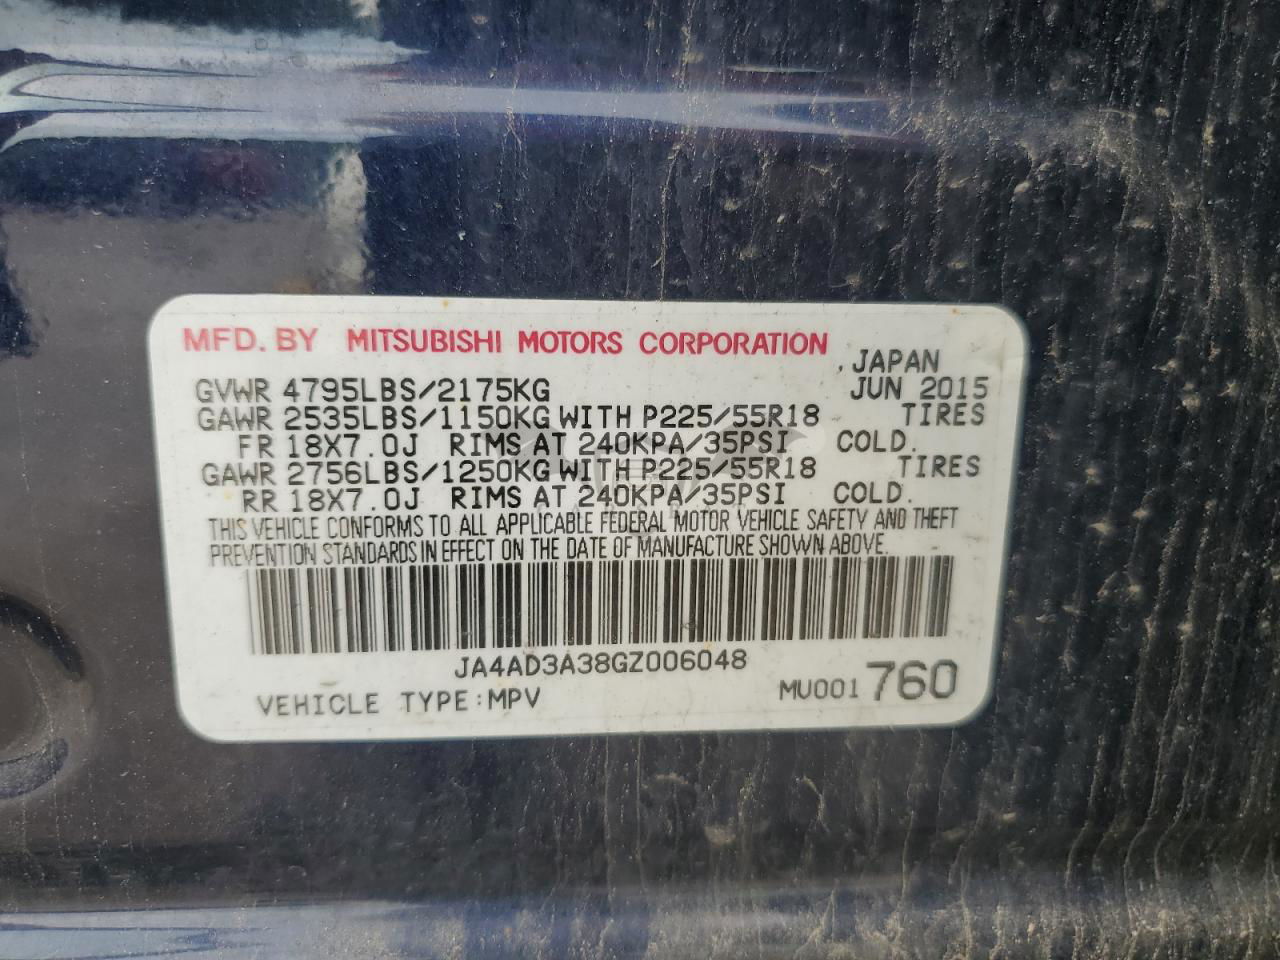 MFD. BY MITSUBISHI MOTORS CORPORATION
, JAPAN
GVWR 4795LBS/2175KG JUN 2015
GAWR 2535LBS/1150KG WITH P225/55R18 TIRES
FR 18X7.0J RIMS AT 240KPA/35PSI COLD.
GAWR 2756LBS/1250KG WITH P225/55R18 TIRES
RR 18X7.0J RIMS AT 240KPA/35PSI COLD.
THIS VEHICLE CONFORMS TO ALL APPLICABLE FEDERAL MOTOR VEHICLE SAFETY AND THEFT
PREVENTION STANDARDS IN EFFECT ON THE DATE OF MANUFACTURE SHOWN ABOVE.
JA4AD3A38GZ006048
VEHICLE TYPE:MPV MU001 760